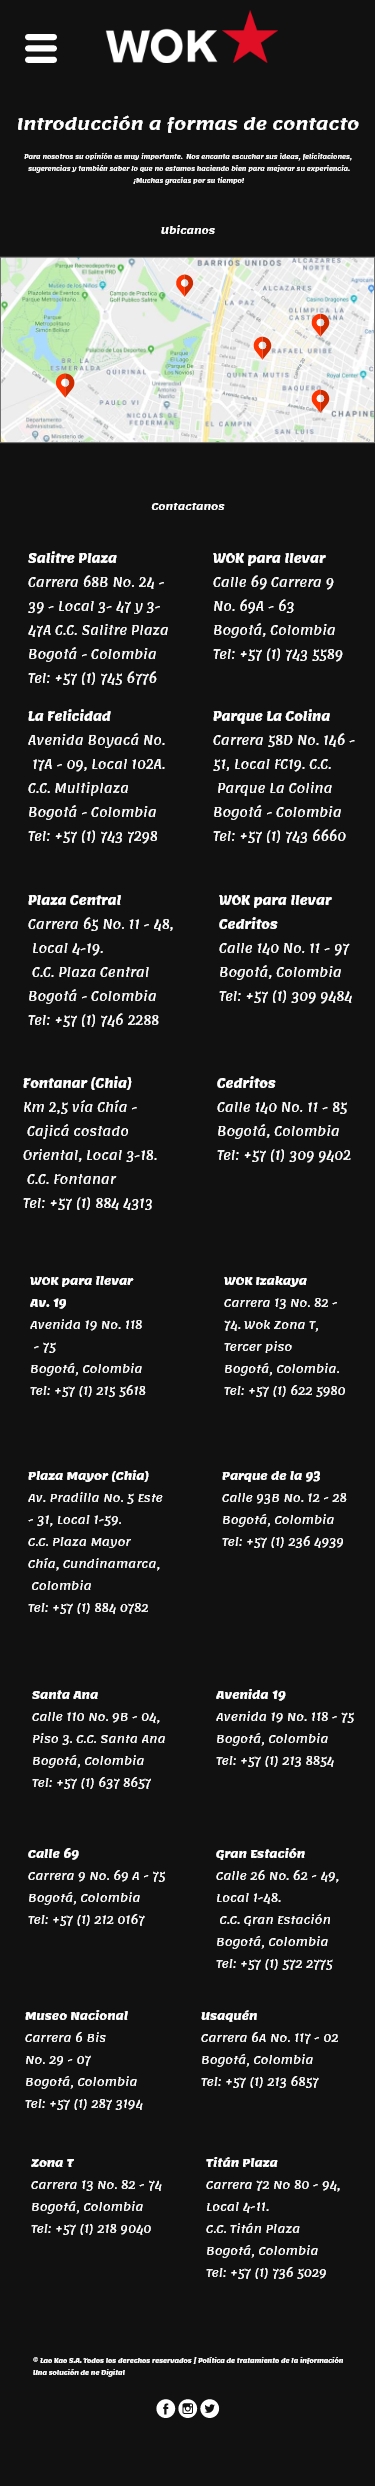 WOK
Introducción a formas de contacto
Para nosotros su opinión es muy importante. Nos encanta escuchar sus ideas, felicitaciones,
sugerencias y también saber lo que no estamos haciendo bien para mejorar su experiencia.
¡Muchas gracias por su tiempo!
Ubicanos
BARRIOS UNIDOS
ALCAZARES
NORTE
Parque Recreodeportivo
El Salitre PRD
Museo de los Niños
Planetas de Eventos
Parque Metropolitano
Campo de Practica
Golf Publico Salitre
LA PAZ
ALCAZARES
Casino Dragones
OLIMPICA LA
Parque
Metropolitano
Simón
Bolívar
Palacio de Los Deportes
Parque
El Lago
RAFAEL URIBE
BR. LA
ESMERALDA
QUIRINAL
QUINTA MUTIS
Royal Center
BAQUERO
PAULO VI
NICOLAS DE
FEDERMAN
EL CAMPIN
SAN LUIS
CHAPINE
Contactanos
Salitre Plaza
Carrera 68B No. 24 -
39 - Local 3- 47 y 3-
47A C.C. Salitre Plaza
Bogotá - Colombia
Tel: +57 (1) 745 6776
WOK para llevar
Calle 69 Carrera 9
No. 69A - 63
Bogotá, Colombia
Tel: +57 (1) 743 5589
La Felicidad
Avenida Boyacá No.
17A - 09, Local 102A.
C.C. Multiplaza
Bogotá - Colombia
Tel: +57 (1) 743 7298
Parque La Colina
Carrera 58D No. 146 -
51, Local FC19. C.C.
Parque La Colina
Bogotá - Colombia
Tel: +57 (1) 743 6660
Plaza Central
Carrera 65 No. 11 - 48,
Local 4-19.
C.C. Plaza Central
Bogotá - Colombia
Tel: +57 (1) 746 2288
WOK para llevar
Cedritos
Calle 140 No. 11 - 97
Bogotá, Colombia
Tel: +57 (1) 309 9484
Fontanar (Chia)
Km 2,5 vía Chía -
Cajicá costado
Oriental, Local 3-18.
C.C. Fontanar
Tel: +57 (1) 884 4313
Cedritos
Calle 140 No. 11 - 85
Bogotá, Colombia
Tel: +57 (1) 309 9402
WOK para llevar
Av. 19
Avenida 19 No. 118
- 75
Bogotá, Colombia
Tel: +57 (1) 215 5618
WOK Izakaya
Carrera 13 No. 82 -
74. Wok Zona T,
Tercer piso
Bogotá, Colombia.
Tel: +57 (1) 622 5980
Plaza Mayor (Chia)
Av. Pradilla No. 5 Este
- 31, Local 1-59.
C.C. Plaza Mayor
Chía, Cundinamarca,
Colombia
Tel: +57 (1) 884 0782
Parque de la 93
Calle 93B No. 12 - 28
Bogotá, Colombia
Tel: +57 (1) 236 4939
Santa Ana
Calle 110 No. 9B - 04,
Piso 3. C.C. Santa Ana
Bogotá, Colombia
Tel: +57 (1) 637 8657
Avenida 19
Avenida 19 No. 118 - 75
Bogotá, Colombia
Tel: +57 (1) 213 8854
Calle 69
Carrera 9 No. 69 A - 75
Bogotá, Colombia
Tel: +57 (1) 212 0167
Gran Estación
Calle 26 No. 62 - 49,
Local 1-48.
C.C. Gran Estación
Bogotá, Colombia
Tel: +57 (1) 572 2775
Museo Nacional
Carrera 6 Bis
No. 29 - 07
Bogotá, Colombia
Tel: +57 (1) 287 3194
Usaquén
Carrera 6A No. 117 - 02
Bogotá, Colombia
Tel: +57 (1) 213 6857
Zona T
Carrera 13 No. 82 - 74
Bogotá, Colombia
Tel: +57 (1) 218 9040
Titán Plaza
Carrera 72 No 80 - 94,
Local 4-11.
C.C. Titán Plaza
Bogotá, Colombia
Tel: +57 (1) 736 5029
© Lao Kao S.A. Todos los derechos reservados | Política de tratamiento de la información
Una solución de ne Digital